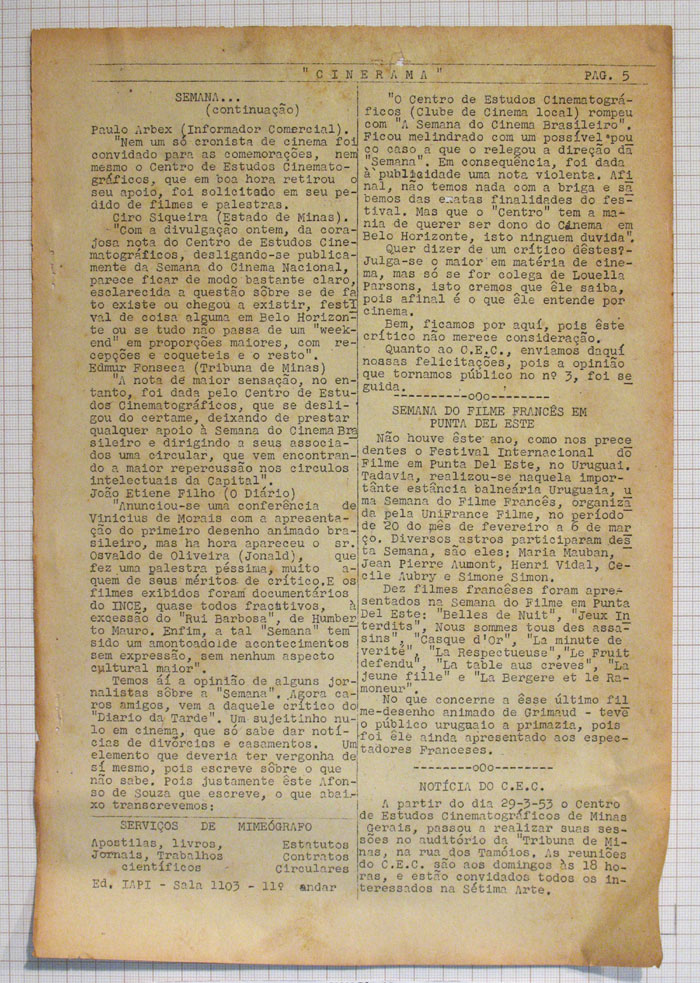 "CINERAMA" PAG. 5
SEMANA...
(continuação)
Paulo Arbex (Informador Comercial).
"Nem um só cronista de cinema foi
convidado para as comemorações, nem
mesmo o Centro de Estudos Cinemato-
gráficos, que em boa hora retirou o
seu apoio, foi solicitado em seu pe-
dido de filmes e palestras.
Ciro Siqueira (Estado de Minas).
"Com a divulgação ontem, da cora-
josa nota do Centro de Estudos Cine-
matográficos, desligando-se publica-
mente da Semana do Cinema Nacional,
parece ficar de modo bastante claro,
esclarecida a questão sôbre se de fa
to existe ou chegou a existir, festi
val de coisa alguma em Belo Horizon-
te ou se tudo não passa de um "week-
end" em proporções maiores, com re-
cepções e coqueteis e o resto".
Edmur Fonseca (Tribuna de Minas)
"A nota de maior sensação, no en-
tanto, foi dada pelo Centro de Estu-
dos Cinematográficos, que se desli-
gou do certame, deixando de prestar
qualquer apoio à Semana do Cinema Bra
sileiro e dirigindo a seus associa-
dos uma circular, que vem encontran-
do a maior repercussão nos circulos
intelectuais da Capital".
João Etiene Filho (O Diário)
"Anunciou-se uma conferência de
Vinicius de Morais com a apresenta-
ção do primeiro desenho animado bra-
sileiro, mas ha hora apareceu o sr.
Osvaldo de Oliveira (Jonald), que
fez uma palestra péssima, muito a-
quem de seus méritos de crítico.E os
filmes exibidos foram documentários
do INCE, quase todos fracativos, à
excessão do "Rui Barbosa", de Humber
to Mauro. Enfim, a tal "Semana" tem
sido um amontoadoide acontecimentos
sem expressão, sem nenhum aspecto
cultural maior".
Temos áí a opinião de alguns jor-
nalistas sôbre a "Semana". Agora ca-
ros amigos, vem a daquele crítico do
"Diario da Tarde". Um sujeitinho nu-
lo em cinema, que só sabe dar notí-
cias de divórcios e casamentos. Um
elemento que deveria ter vergonha de
sí mesmo, pois escreve sôbre o que
não sabe. Pois justamente êste Afon-
so de Souza que escreve, o que abai-
xo transcrevemos:
SERVIÇOS DE MIMEÓGRAFO
Apostilas, livros, Estatutos
Jornais, Trabalhos Contratos
científicos Circulares
Ed. IAPI - Sala 1103 - 11º andar
"O Centro de Estudos Cinematográ-
ficos (Clube de Cinema local) rompeu
com "A Semana do Cinema Brasileiro".
Ficou melindrado com um possível pou
co caso a que o relegou a direção da
"Semana". Em consequência, foi dada
à publicidade uma nota violenta. Afi
nal, não temos nada com a briga e sa
bemos das exatas finalidades do fes-
tival. Mas que o "Centro" tem a ma-
nia de querer ser dono do Cinema em
Belo Horizonte, isto ninguem duvida".
Quer dizer de um crítico dêstes?
Julga-se o maior em matéria de cine-
ma, mas só se for colega de Louella
Parsons, isto cremos que êle saiba,
pois afinal é o que êle entende por
cinema.
Bem, ficamos por aquí, pois êste
crítico não merece consideração.
Quanto ao C.E.C., enviamos daquí
nossas felicitações, pois a opinião
que tornamos público no nº 3, foi se
guida.
---------oOo---------
SEMANA DO FILME FRANCÊS EM
PUNTA DEL ESTE
Não houve êste ano, como nos prece
dentes o Festival Internacional do
Filme em Punta Del Este, no Uruguai.
Tadavia, realizou-se naquela impor-
tânte estância balneária Uruguaia, u
ma Semana do Filme Francês, organiza
da pela UniFrance Filme, no período
de 20 do mês de fevereiro a 6 de mar
ço. Diversos astros participaram des
ta Semana, são eles: Maria Mauban,
Jean Pierre Aumont, Henri Vidal, Ce-
cile Aubry e Simone Simon.
Dez filmes francêses foram apre-
sentados na Semana do Filme em Punta
Del Este: "Belles de Nuit", "Jeux In
terdits", Nous sommes tous des assa-
sins", "Casque d'Or", "La minute de
verité", "La Respectueuse","Le Fruit
defendu", "La table aus creves", "La
jeune fille" e "La Bergere et le Ra-
moneur".
No que concerne a êsse último fil
me-desenho animado de Grimaud - teve
o público uruguaio a primazia, pois
foi êle ainda apresentado aos espec-
tadores Franceses.
---------oOo---------
NOTÍCIA DO C.E.C.
A partir do dia 29-3-53 o Centro
de Estudos Cinematográficos de Minas
Gerais, passou a realizar suas ses-
sões no auditório da "Tribuna de Mi-
nas, na rua dos Tamóios. As reuniões
do C.E.C. são aos domingos às 18 ho-
ras, e estão convidados todos os in-
teressados na Sétima Arte.